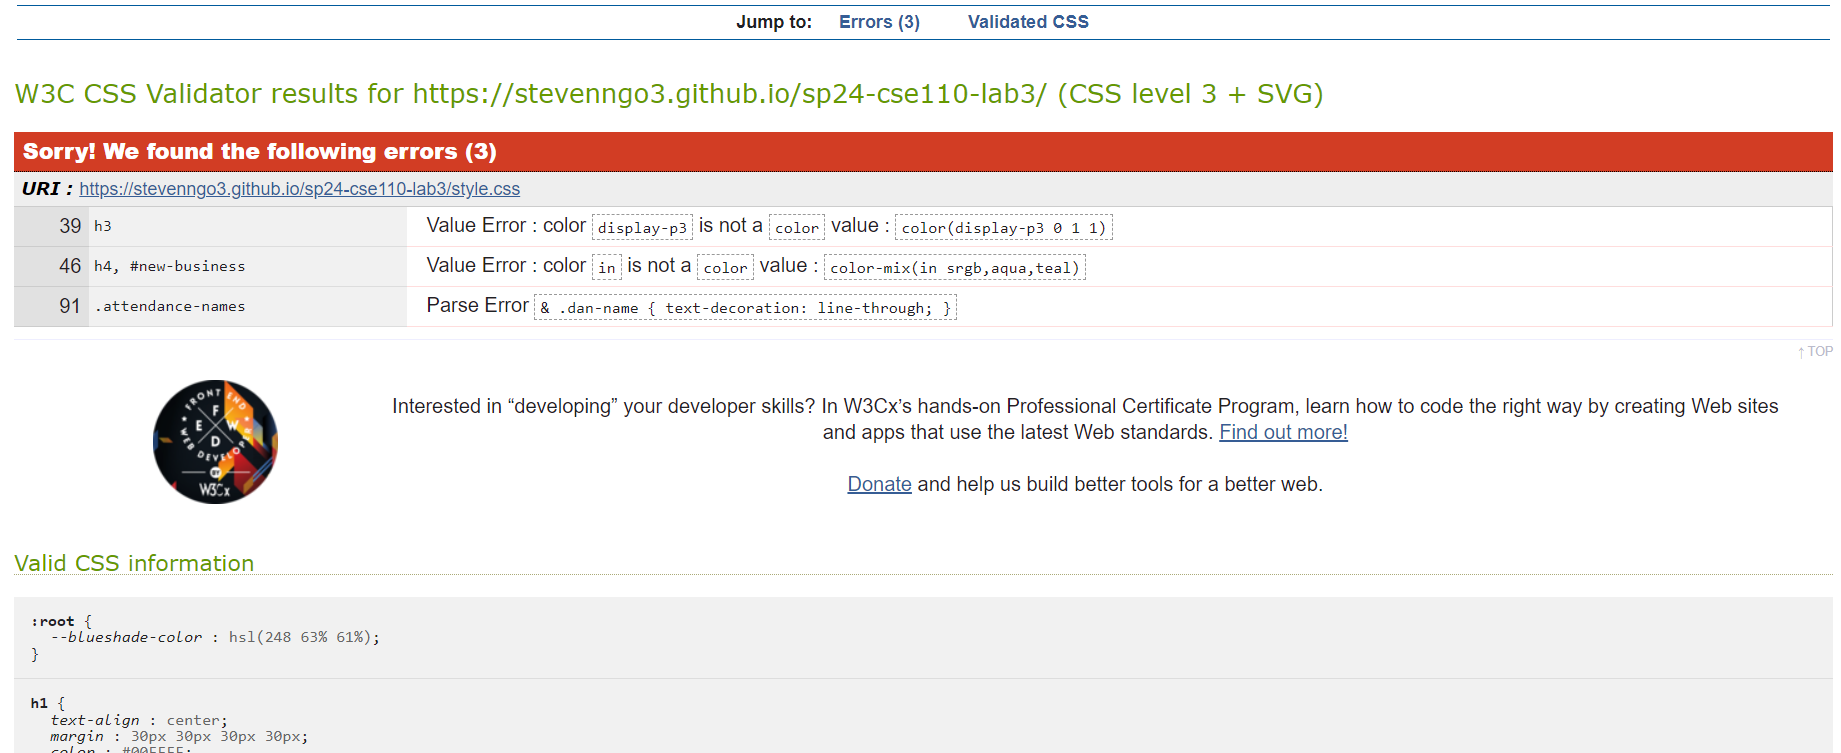 Jump to: Errors (3) Validated CSS
W3C CSS Validator results for https://stevenngo3.github.io/sp24-cse110-lab3/ (CSS level 3 + SVG)
Sorry! We found the following errors (3)
URI : https://stevenngo3.github.io/sp24-cse110-lab3/style.css
39 h3 Value Error : color display-p3 is not a color value : color(display-p3 0 1 1)
46 h4, #new-business Value Error : color in is not a color value : color-mix(in srgb,aqua,teal)
91 .attendance-names Parse Error & .dan-name { text-decoration: line-through; }
↑ TOP
FRONT END
F
E W
D
WEB DEVELOPER
BY
W3Cx
Interested in “developing” your developer skills? In W3Cx’s hands-on Professional Certificate Program, learn how to code the right way by creating Web sites
and apps that use the latest Web standards. Find out more!
Donate and help us build better tools for a better web.
Valid CSS information
:root {
--blueshade-color : hsl(248 63% 61%);
}
h1 {
text-align : center;
margin : 30px 30px 30px 30px;